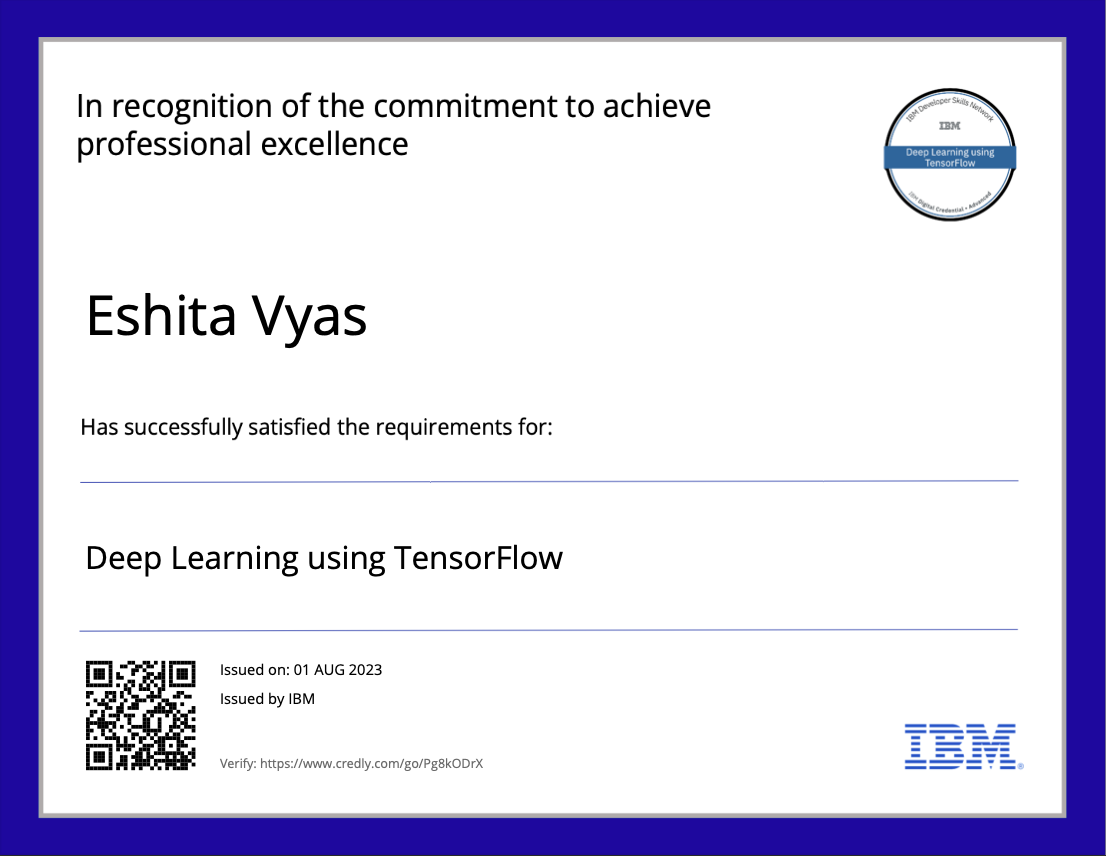 In recognition of the commitment to achieve
professional excellence
IBM Developer Skills Network
IBM
Deep Learning using
TensorFlow
IBM Digital Credential • Advanced
Eshita Vyas
Has successfully satisfied the requirements for:
Deep Learning using TensorFlow
Issued on: 01 AUG 2023
Issued by IBM
Verify: https://www.credly.com/go/Pg8kODrX
IBM®